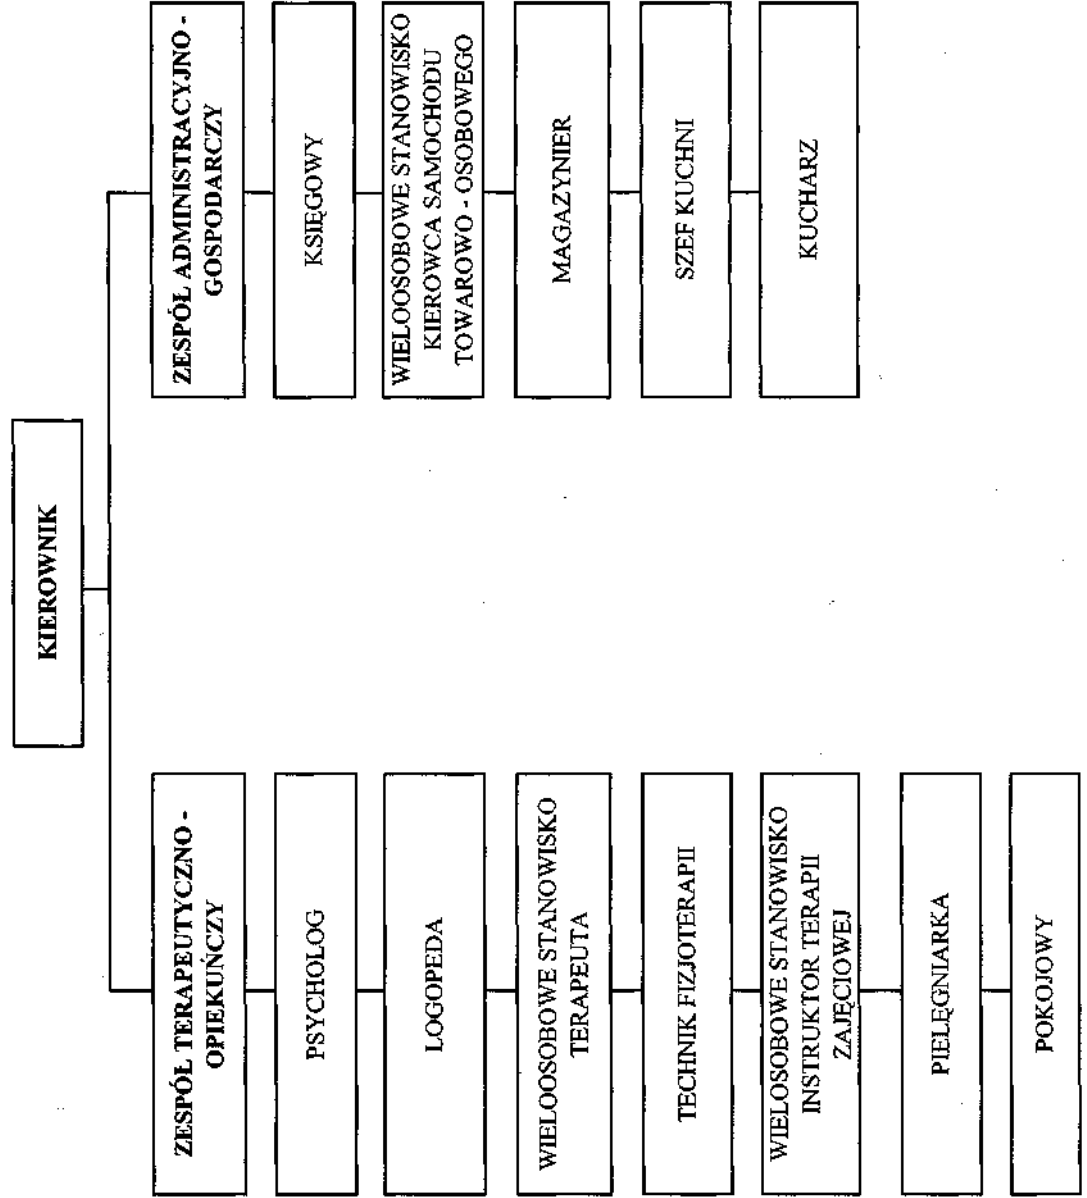 KIEROWNIK
ZESPÓŁ TERAPEUTYCZNO -
OPIEKUŃCZY
PSYCHOLOG
LOGOPEDA
WIELOOSOBOWE STANOWISKO
TERAPEUTA
TECHNIK FIZJOTERAPII
WIELOSOBOWE STANOWISKO
INSTRUKTOR TERAPII
ZAJĘCIOWEJ
PIELĘGNIARKA
POKOJOWY
ZESPÓŁ ADMINISTRACYJNO -
GOSPODARCZY
KSIĘGOWY
WIELOOSOBOWE STANOWISKO
KIEROWCA SAMOCHODU
TOWAROWO - OSOBOWEGO
MAGAZYNIER
SZEF KUCHNI
KUCHARZ